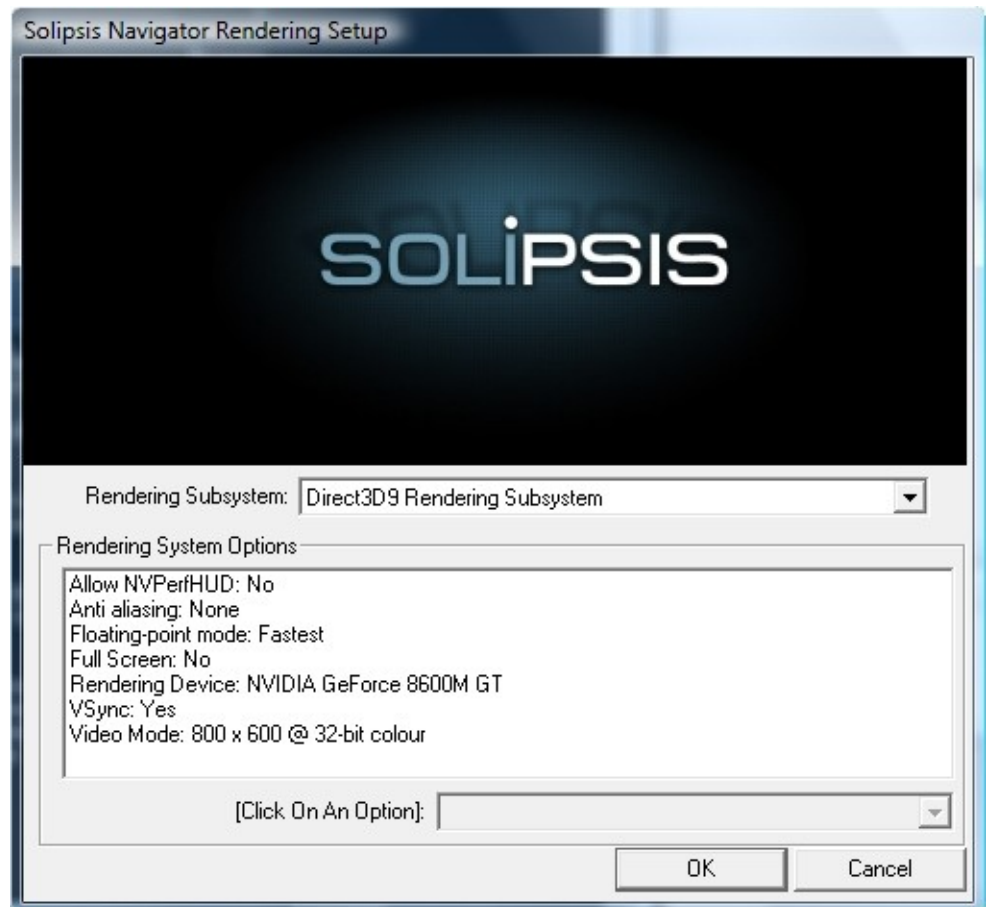 Solipsis Navigator Rendering Setup
SOLiPSIS
Rendering Subsystem: Direct3D9 Rendering Subsystem
Rendering System Options
Allow NVPerfHUD: No
Anti aliasing: None
Floating-point mode: Fastest
Full Screen: No
Rendering Device: NVIDIA GeForce 8600M GT
VSync: Yes
Video Mode: 800 x 600 @ 32-bit colour
[Click On An Option]:
OK Cancel